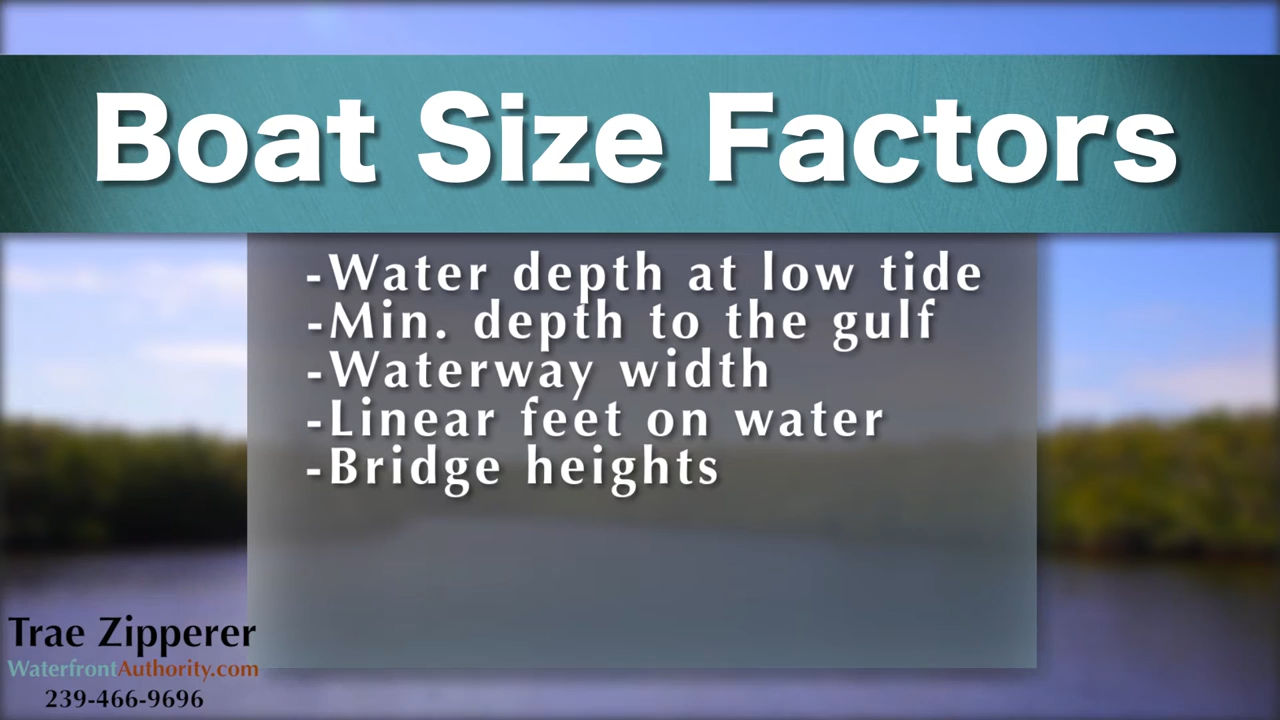 Boat Size Factors
-Water depth at low tide
-Min. depth to the gulf
-Waterway width
-Linear feet on water
-Bridge heights
Trae Zipperer
WaterfrontAuthority.com
239-466-9696